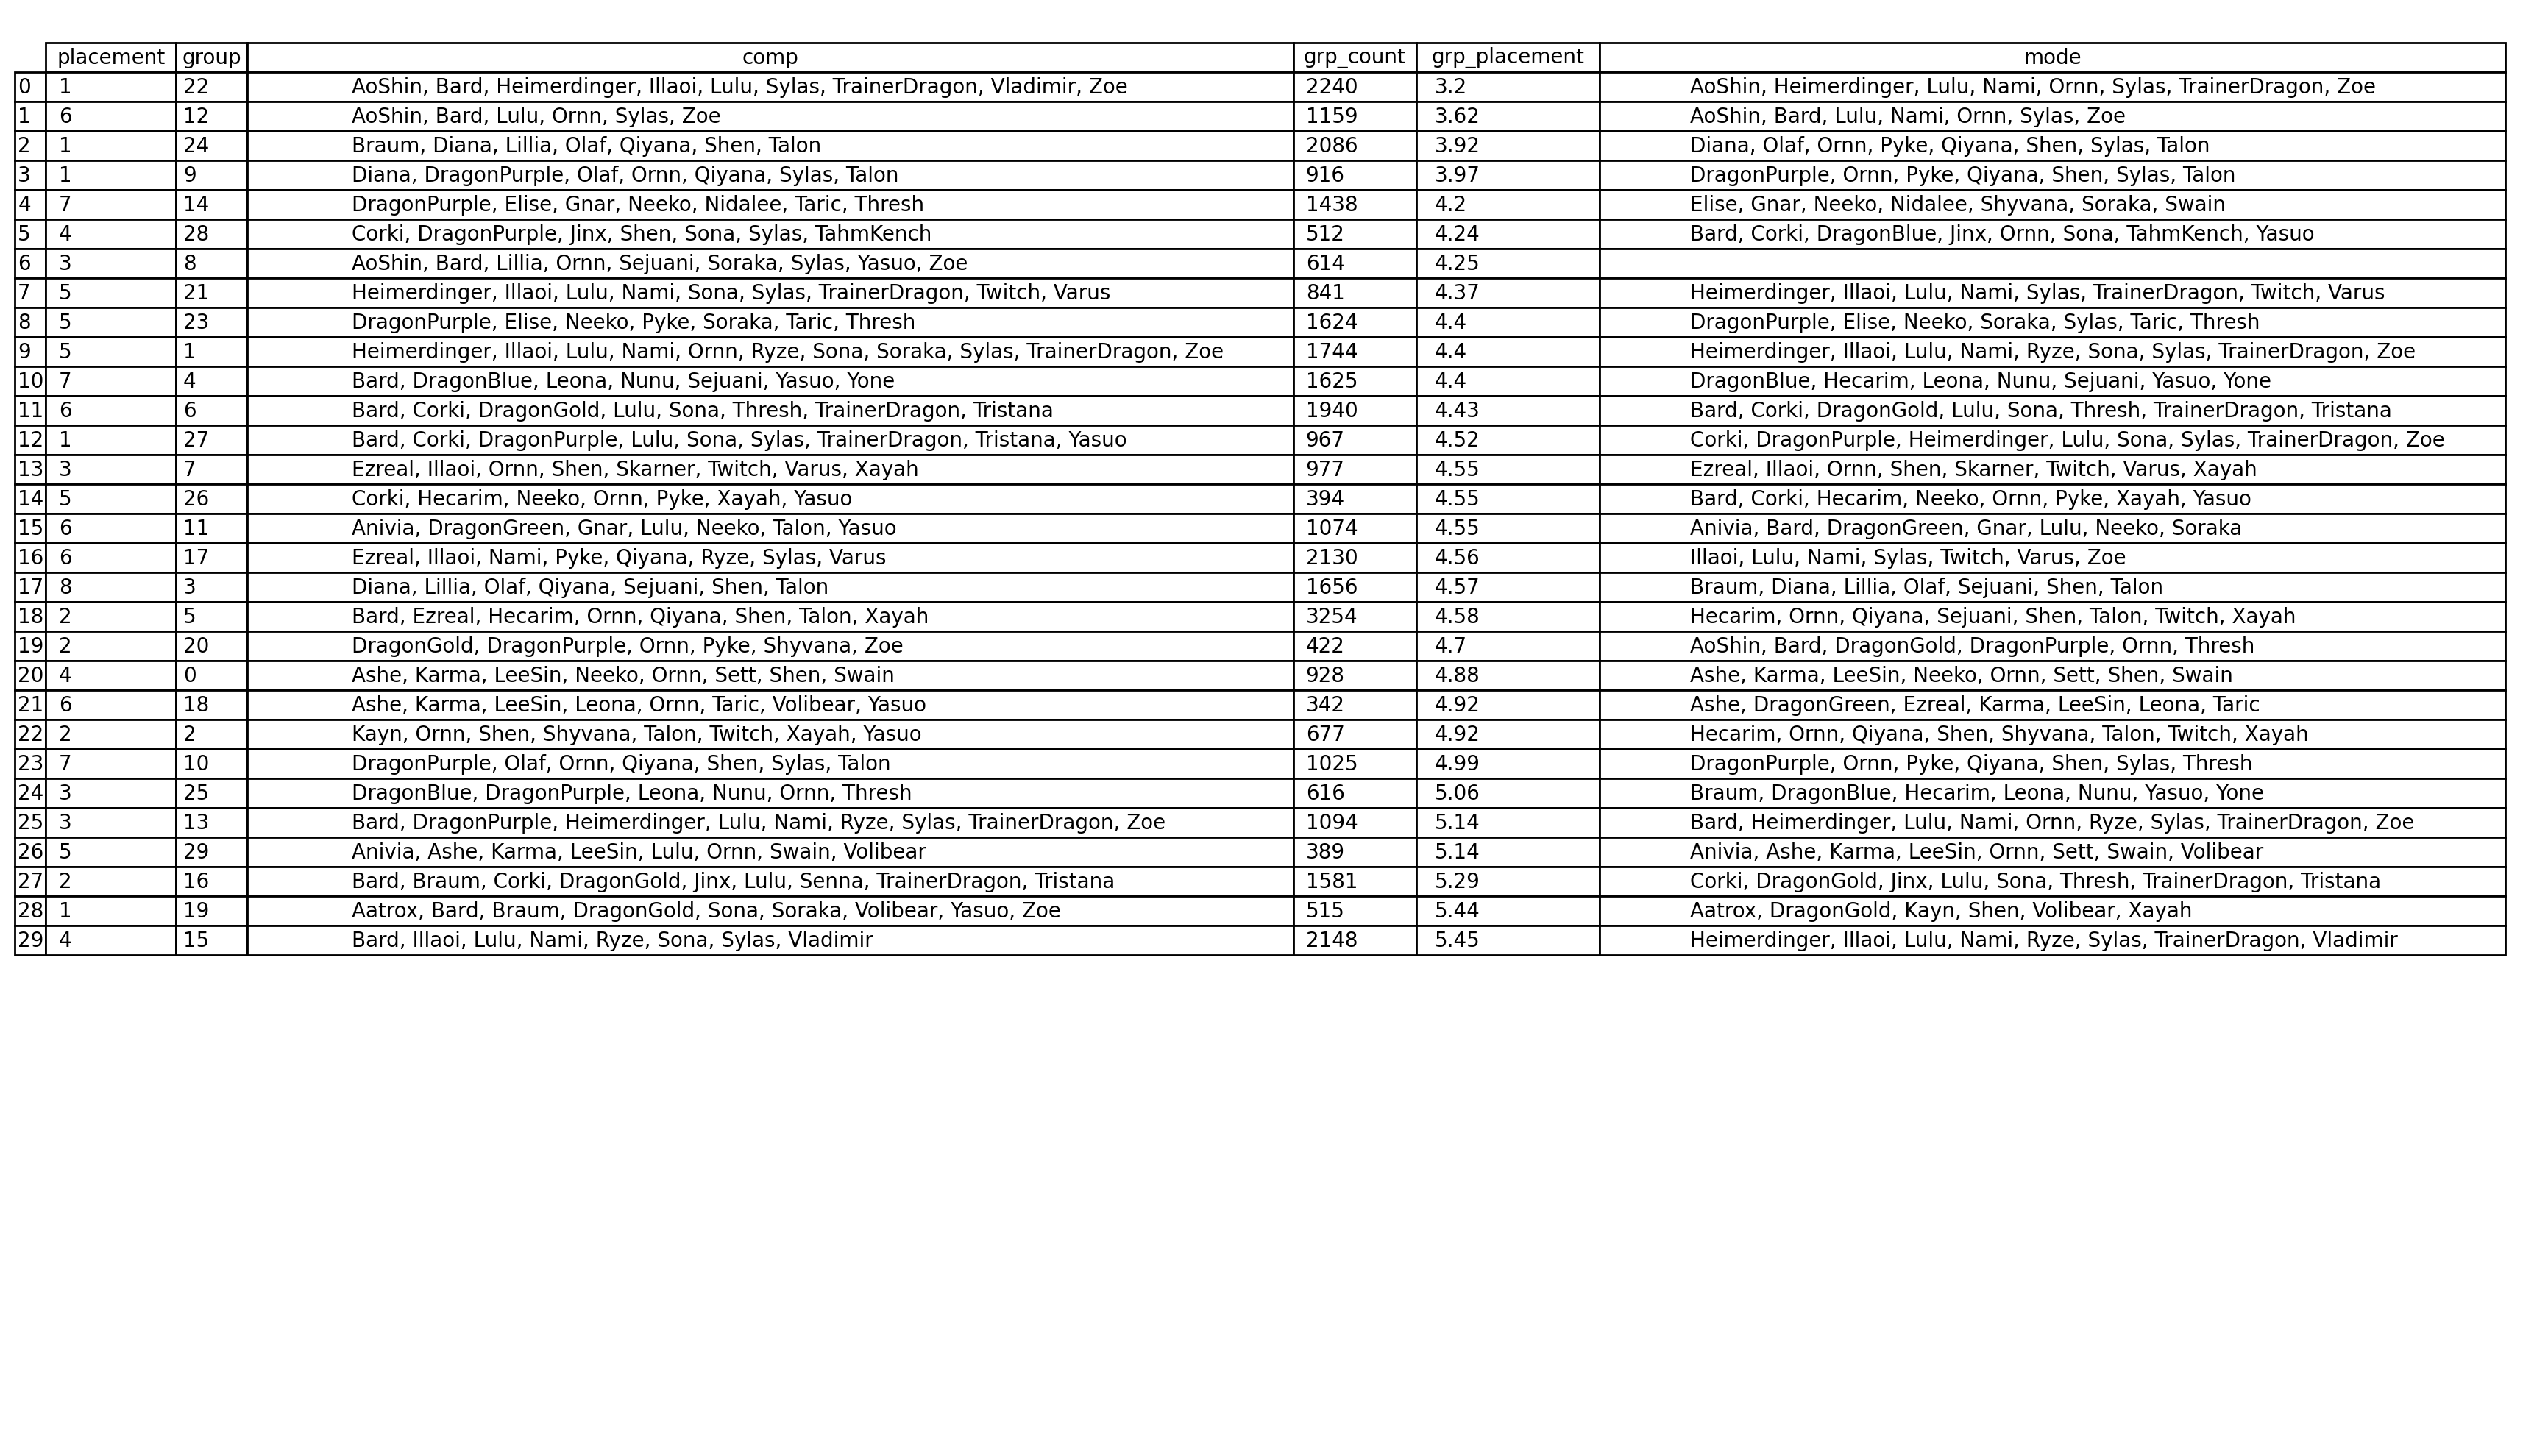 placement group comp grp_count grp_placement mode
0 1 22 AoShin, Bard, Heimerdinger, Illaoi, Lulu, Sylas, TrainerDragon, Vladimir, Zoe 2240 3.2 AoShin, Heimerdinger, Lulu, Nami, Ornn, Sylas, TrainerDragon, Zoe
1 6 12 AoShin, Bard, Lulu, Ornn, Sylas, Zoe 1159 3.62 AoShin, Bard, Lulu, Nami, Ornn, Sylas, Zoe
2 1 24 Braum, Diana, Lillia, Olaf, Qiyana, Shen, Talon 2086 3.92 Diana, Olaf, Ornn, Pyke, Qiyana, Shen, Sylas, Talon
3 1 9 Diana, DragonPurple, Olaf, Ornn, Qiyana, Sylas, Talon 916 3.97 DragonPurple, Ornn, Pyke, Qiyana, Shen, Sylas, Talon
4 7 14 DragonPurple, Elise, Gnar, Neeko, Nidalee, Taric, Thresh 1438 4.2 Elise, Gnar, Neeko, Nidalee, Shyvana, Soraka, Swain
5 4 28 Corki, DragonPurple, Jinx, Shen, Sona, Sylas, TahmKench 512 4.24 Bard, Corki, DragonBlue, Jinx, Ornn, Sona, TahmKench, Yasuo
6 3 8 AoShin, Bard, Lillia, Ornn, Sejuani, Soraka, Sylas, Yasuo, Zoe 614 4.25
7 5 21 Heimerdinger, Illaoi, Lulu, Nami, Sona, Sylas, TrainerDragon, Twitch, Varus 841 4.37 Heimerdinger, Illaoi, Lulu, Nami, Sylas, TrainerDragon, Twitch, Varus
8 5 23 DragonPurple, Elise, Neeko, Pyke, Soraka, Taric, Thresh 1624 4.4 DragonPurple, Elise, Neeko, Soraka, Sylas, Taric, Thresh
9 5 1 Heimerdinger, Illaoi, Lulu, Nami, Ornn, Ryze, Sona, Soraka, Sylas, TrainerDragon, Zoe 1744 4.4 Heimerdinger, Illaoi, Lulu, Nami, Ryze, Sona, Sylas, TrainerDragon, Zoe
10 7 4 Bard, DragonBlue, Leona, Nunu, Sejuani, Yasuo, Yone 1625 4.4 DragonBlue, Hecarim, Leona, Nunu, Sejuani, Yasuo, Yone
11 6 6 Bard, Corki, DragonGold, Lulu, Sona, Thresh, TrainerDragon, Tristana 1940 4.43 Bard, Corki, DragonGold, Lulu, Sona, Thresh, TrainerDragon, Tristana
12 1 27 Bard, Corki, DragonPurple, Lulu, Sona, Sylas, TrainerDragon, Tristana, Yasuo 967 4.52 Corki, DragonPurple, Heimerdinger, Lulu, Sona, Sylas, TrainerDragon, Zoe
13 3 7 Ezreal, Illaoi, Ornn, Shen, Skarner, Twitch, Varus, Xayah 977 4.55 Ezreal, Illaoi, Ornn, Shen, Skarner, Twitch, Varus, Xayah
14 5 26 Corki, Hecarim, Neeko, Ornn, Pyke, Xayah, Yasuo 394 4.55 Bard, Corki, Hecarim, Neeko, Ornn, Pyke, Xayah, Yasuo
15 6 11 Anivia, DragonGreen, Gnar, Lulu, Neeko, Talon, Yasuo 1074 4.55 Anivia, Bard, DragonGreen, Gnar, Lulu, Neeko, Soraka
16 6 17 Ezreal, Illaoi, Nami, Pyke, Qiyana, Ryze, Sylas, Varus 2130 4.56 Illaoi, Lulu, Nami, Sylas, Twitch, Varus, Zoe
17 8 3 Diana, Lillia, Olaf, Qiyana, Sejuani, Shen, Talon 1656 4.57 Braum, Diana, Lillia, Olaf, Sejuani, Shen, Talon
18 2 5 Bard, Ezreal, Hecarim, Ornn, Qiyana, Shen, Talon, Xayah 3254 4.58 Hecarim, Ornn, Qiyana, Sejuani, Shen, Talon, Twitch, Xayah
19 2 20 DragonGold, DragonPurple, Ornn, Pyke, Shyvana, Zoe 422 4.7 AoShin, Bard, DragonGold, DragonPurple, Ornn, Thresh
20 4 0 Ashe, Karma, LeeSin, Neeko, Ornn, Sett, Shen, Swain 928 4.88 Ashe, Karma, LeeSin, Neeko, Ornn, Sett, Shen, Swain
21 6 18 Ashe, Karma, LeeSin, Leona, Ornn, Taric, Volibear, Yasuo 342 4.92 Ashe, DragonGreen, Ezreal, Karma, LeeSin, Leona, Taric
22 2 2 Kayn, Ornn, Shen, Shyvana, Talon, Twitch, Xayah, Yasuo 677 4.92 Hecarim, Ornn, Qiyana, Shen, Shyvana, Talon, Twitch, Xayah
23 7 10 DragonPurple, Olaf, Ornn, Qiyana, Shen, Sylas, Talon 1025 4.99 DragonPurple, Ornn, Pyke, Qiyana, Shen, Sylas, Thresh
24 3 25 DragonBlue, DragonPurple, Leona, Nunu, Ornn, Thresh 616 5.06 Braum, DragonBlue, Hecarim, Leona, Nunu, Yasuo, Yone
25 3 13 Bard, DragonPurple, Heimerdinger, Lulu, Nami, Ryze, Sylas, TrainerDragon, Zoe 1094 5.14 Bard, Heimerdinger, Lulu, Nami, Ornn, Ryze, Sylas, TrainerDragon, Zoe
26 5 29 Anivia, Ashe, Karma, LeeSin, Lulu, Ornn, Swain, Volibear 389 5.14 Anivia, Ashe, Karma, LeeSin, Ornn, Sett, Swain, Volibear
27 2 16 Bard, Braum, Corki, DragonGold, Jinx, Lulu, Senna, TrainerDragon, Tristana 1581 5.29 Corki, DragonGold, Jinx, Lulu, Sona, Thresh, TrainerDragon, Tristana
28 1 19 Aatrox, Bard, Braum, DragonGold, Sona, Soraka, Volibear, Yasuo, Zoe 515 5.44 Aatrox, DragonGold, Kayn, Shen, Volibear, Xayah
29 4 15 Bard, Illaoi, Lulu, Nami, Ryze, Sona, Sylas, Vladimir 2148 5.45 Heimerdinger, Illaoi, Lulu, Nami, Ryze, Sylas, TrainerDragon, Vladimir